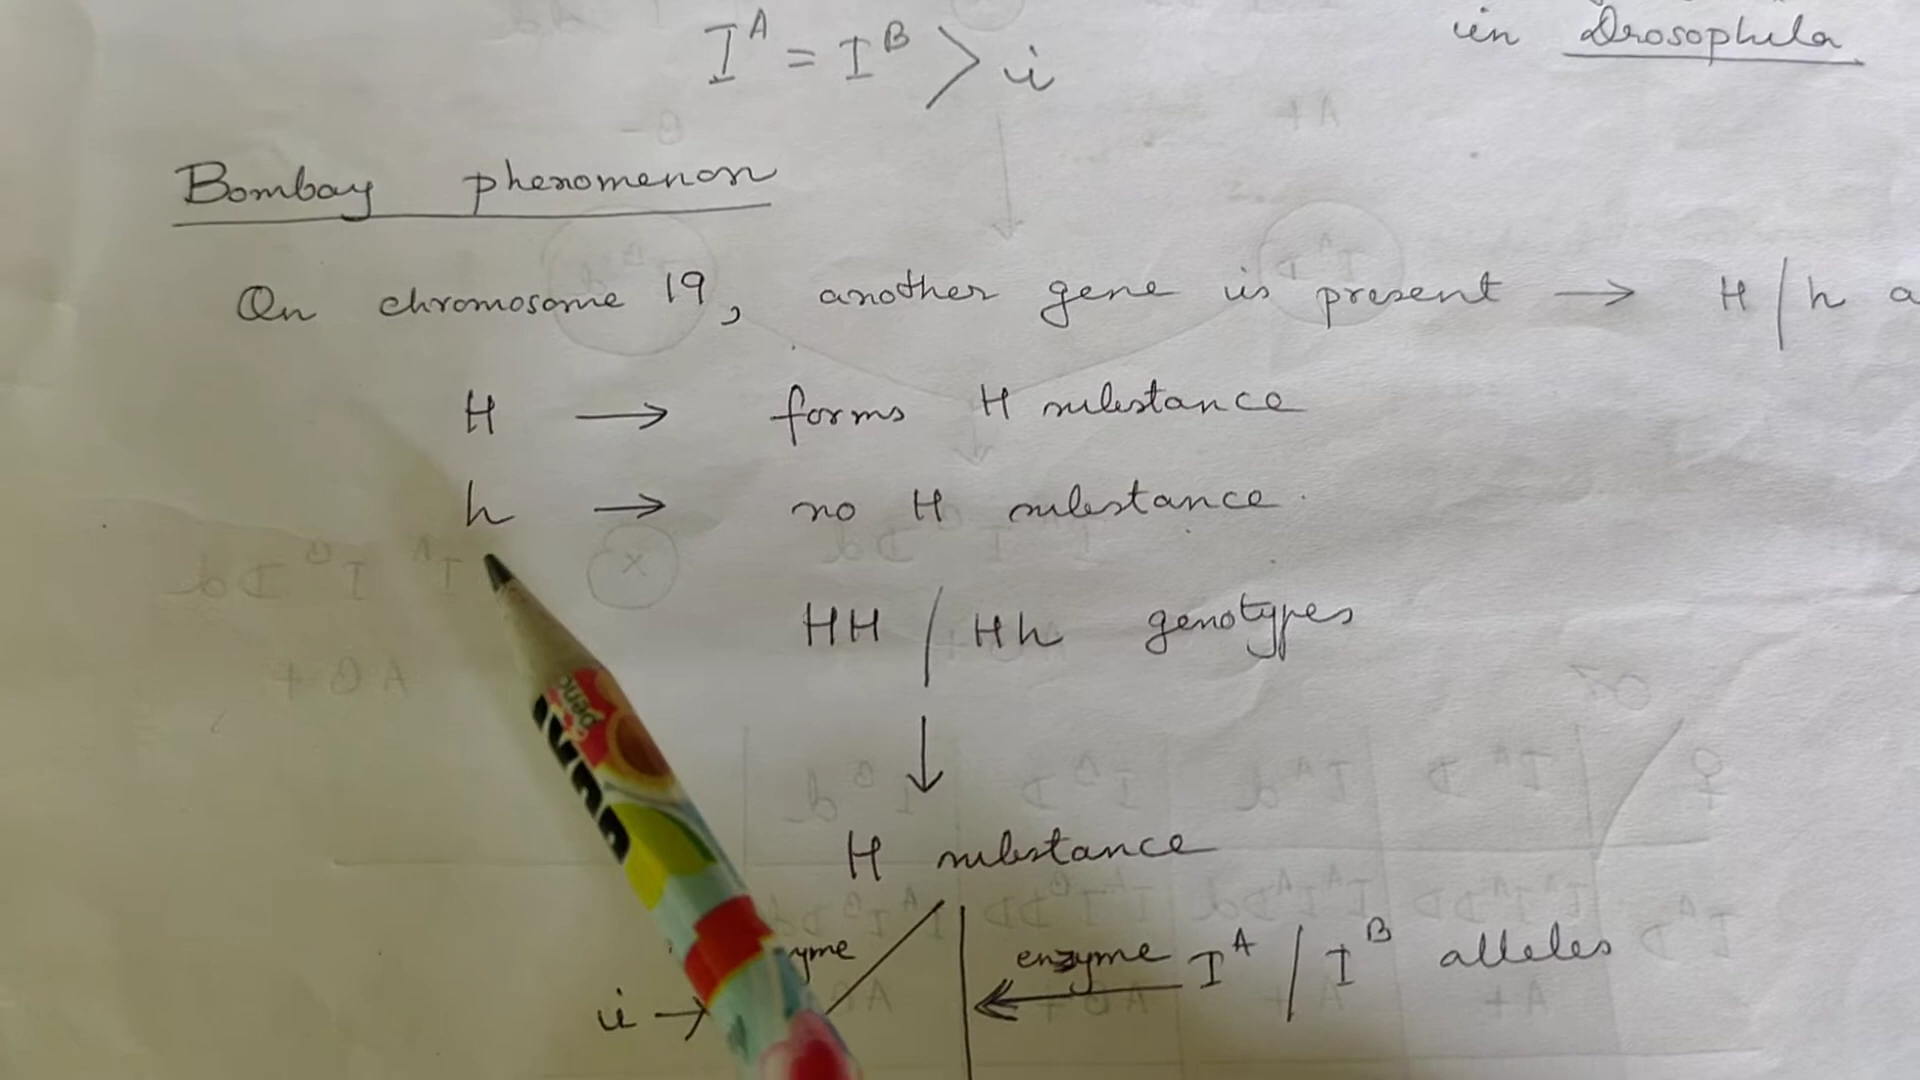 in Drosophila
I^A = I^B > i
Bombay phenomenon
On chromosome 19, another gene is present → H/h a
H → forms H substance
h → no H substance.
HH / Hh genotypes
↓
H substance
enzyme I^A / I^B alleles
ii →